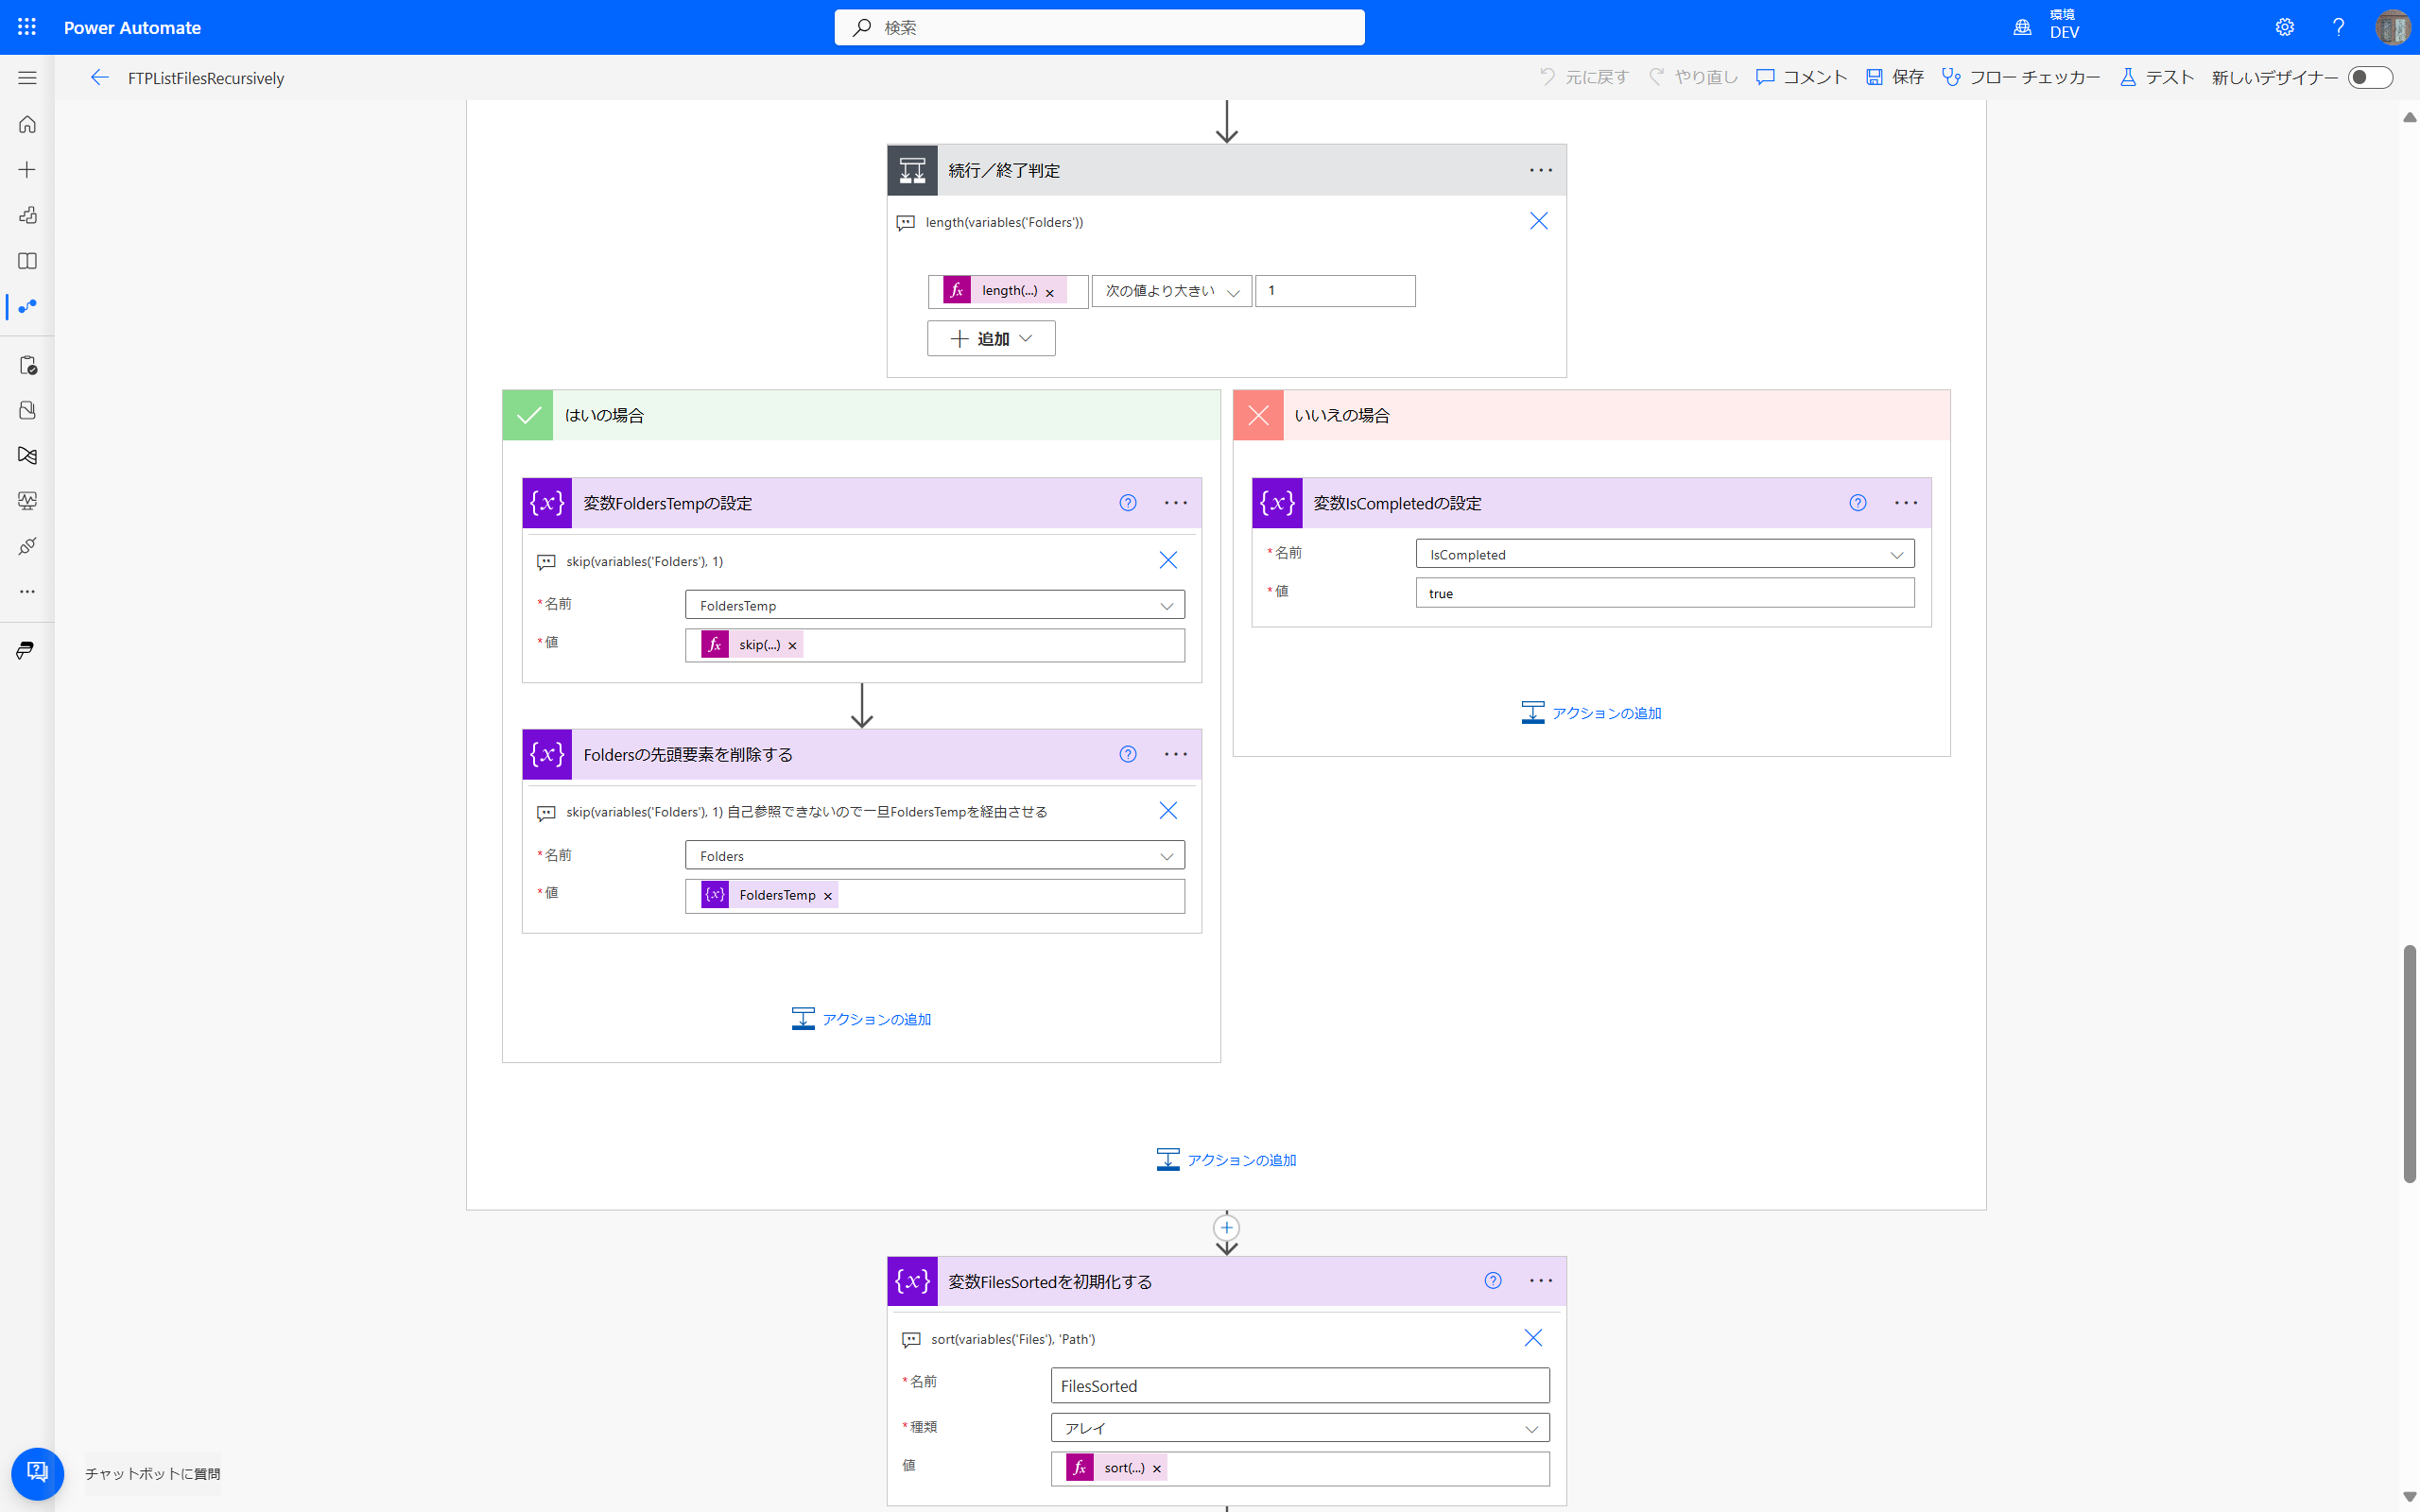 Power Automate
検索
環境
DEV
FTPListFilesRecursively
元に戻す
やり直し
コメント
保存
フロー チェッカー
テスト
新しいデザイナー
続行／終了判定
length(variables('Folders'))
fx length(...) ×
次の値より大きい
1
追加
はいの場合
いいえの場合
{x} 変数FoldersTempの設定
skip(variables('Folders'), 1)
*名前
FoldersTemp
*値
fx skip(...) ×
{x} 変数IsCompletedの設定
*名前
IsCompleted
*値
true
アクションの追加
{x} Foldersの先頭要素を削除する
skip(variables('Folders'), 1) 自己参照できないので一旦FoldersTempを経由させる
*名前
Folders
*値
{x} FoldersTemp ×
アクションの追加
アクションの追加
{x} 変数FilesSortedを初期化する
sort(variables('Files'), 'Path')
*名前
FilesSorted
*種類
アレイ
値
fx sort(...) ×
チャットボットに質問